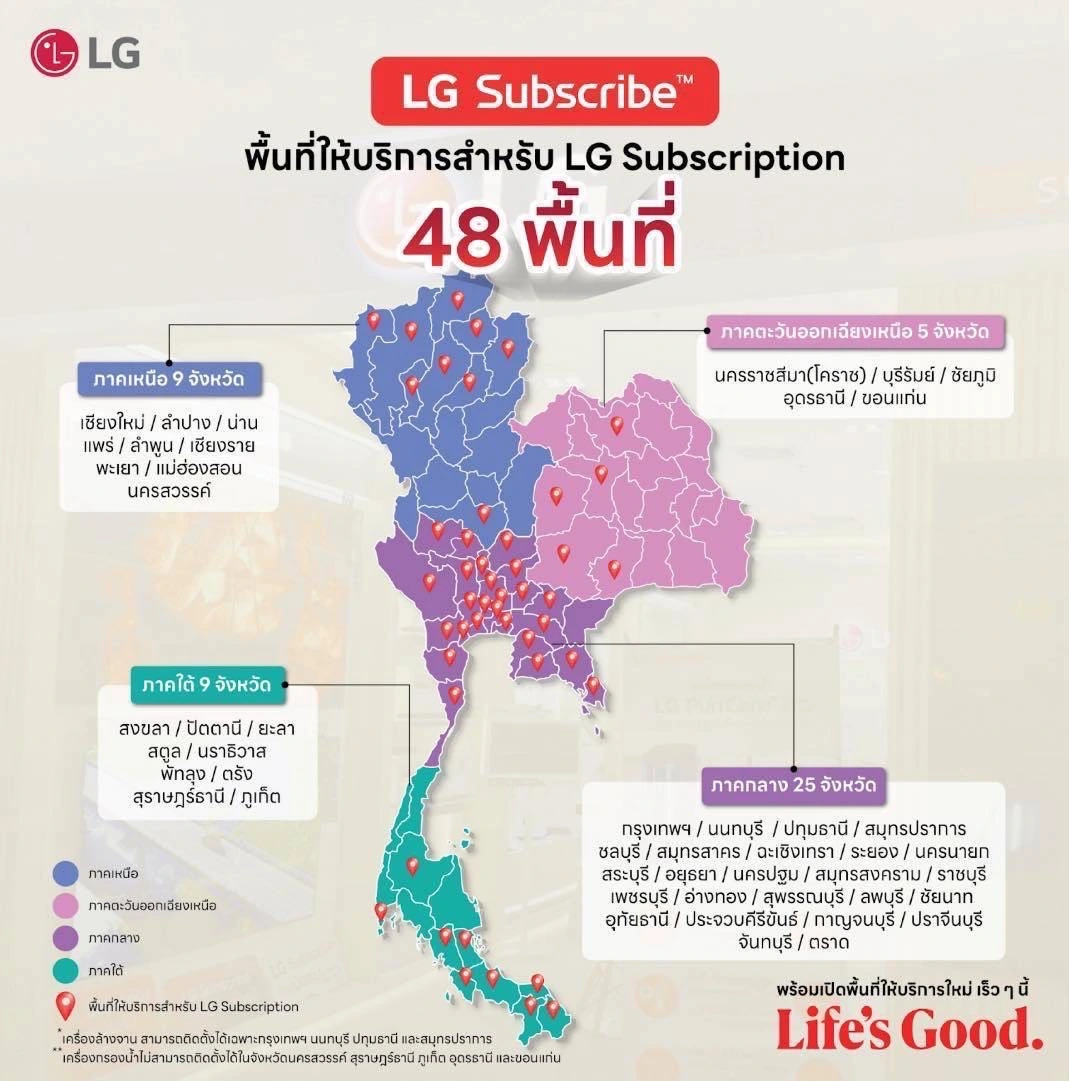 LG
LG Subscribe™
พื้นที่ให้บริการสำหรับ LG Subscription
48 พื้นที่
ภาคเหนือ 9 จังหวัด
เชียงใหม่ / ลำปาง / น่าน
แพร่ / ลำพูน / เชียงราย
พะเยา / แม่ฮ่องสอน
นครสวรรค์
ภาคตะวันออกเฉียงเหนือ 5 จังหวัด
นครราชสีมา(โคราช) / บุรีรัมย์ / ชัยภูมิ
อุดรธานี / ขอนแก่น
ภาคใต้ 9 จังหวัด
สงขลา / ปัตตานี / ยะลา
สตูล / นราธิวาส
พัทลุง / ตรัง
สุราษฎร์ธานี / ภูเก็ต
ภาคกลาง 25 จังหวัด
กรุงเทพฯ / นนทบุรี / ปทุมธานี / สมุทรปราการ
ชลบุรี / สมุทรสาคร / ฉะเชิงเทรา / ระยอง / นครนายก
สระบุรี / อยุธยา / นครปฐม / สมุทรสงคราม / ราชบุรี
เพชรบุรี / อ่างทอง / สุพรรณบุรี / ลพบุรี / ชัยนาท
อุทัยธานี / ประจวบคีรีขันธ์ / กาญจนบุรี / ปราจีนบุรี
จันทบุรี / ตราด
ภาคเหนือ
ภาคตะวันออกเฉียงเหนือ
ภาคกลาง
ภาคใต้
พื้นที่ให้บริการสำหรับ LG Subscription
*เครื่องล้างจาน สามารถติดตั้งได้เฉพาะกรุงเทพฯ นนทบุรี ปทุมธานี และสมุทรปราการ
**เครื่องกรองน้ำไม่สามารถติดตั้งได้ในจังหวัดนครสวรรค์ สุราษฎร์ธานี ภูเก็ต อุดรธานี และขอนแก่น
พร้อมเปิดพื้นที่ให้บริการใหม่ เร็ว ๆ นี้
Life's Good.